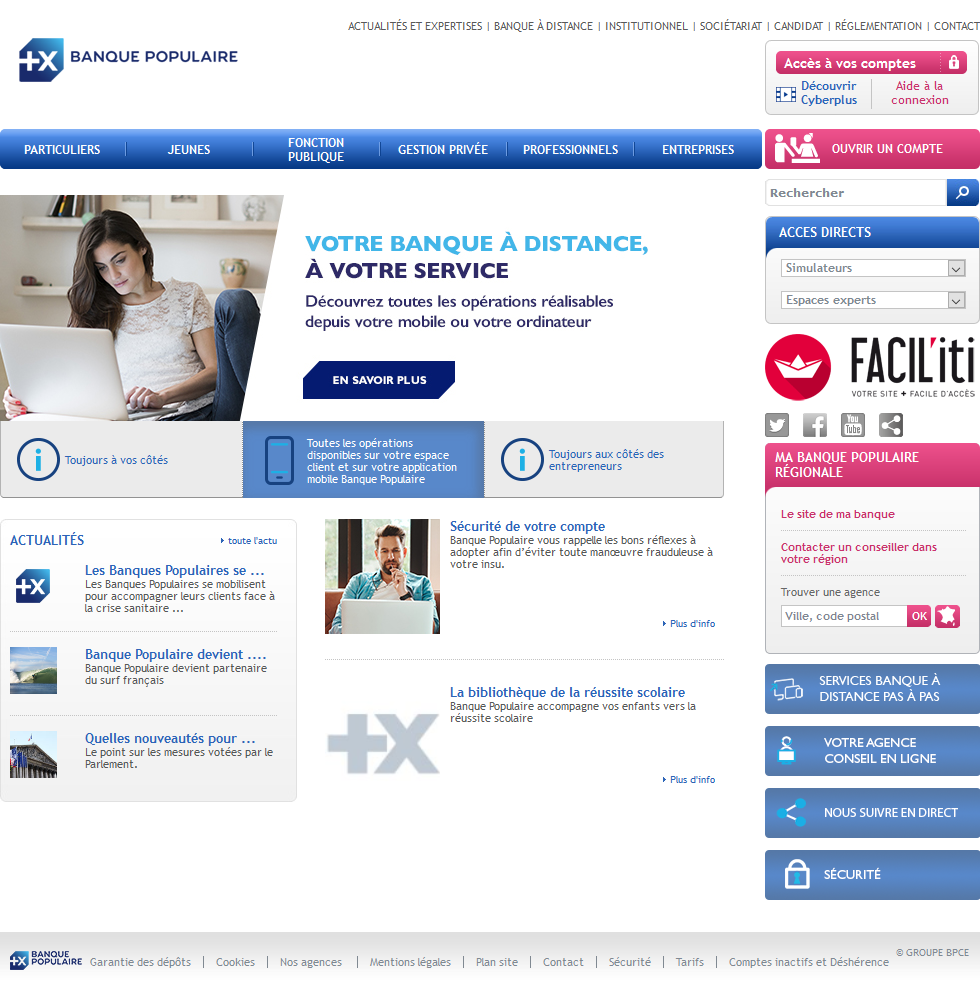 ACTUALITÉS ET EXPERTISES | BANQUE À DISTANCE | INSTITUTIONNEL | SOCIÉTARIAT | CANDIDAT | RÉGLEMENTATION | CONTACT
BANQUE POPULAIRE
Accès à vos comptes
Découvrir
Cyberplus
Aide à la
connexion
PARTICULIERS
JEUNES
FONCTION
PUBLIQUE
GESTION PRIVÉE
PROFESSIONNELS
ENTREPRISES
OUVRIR UN COMPTE
Rechercher
VOTRE BANQUE À DISTANCE,
À VOTRE SERVICE
Découvrez toutes les opérations réalisables
depuis votre mobile ou votre ordinateur
EN SAVOIR PLUS
Toujours à vos côtés
Toutes les opérations
disponibles sur votre espace
client et sur votre application
mobile Banque Populaire
Toujours aux côtés des
entrepreneurs
ACCES DIRECTS
Simulateurs
Espaces experts
FACIL'iti
VOTRE SITE + FACILE D'ACCÈS
You
Tube
MA BANQUE POPULAIRE
RÉGIONALE
Le site de ma banque
Contacter un conseiller dans
votre région
Trouver une agence
Ville, code postal
OK
ACTUALITÉS
toute l'actu
Les Banques Populaires se ...
Les Banques Populaires se mobilisent
pour accompagner leurs clients face à
la crise sanitaire ...
Banque Populaire devient ....
Banque Populaire devient partenaire
du surf français
Quelles nouveautés pour ...
Le point sur les mesures votées par le
Parlement.
Sécurité de votre compte
Banque Populaire vous rappelle les bons réflexes à
adopter afin d'éviter toute manœuvre frauduleuse à
votre insu.
Plus d'info
La bibliothèque de la réussite scolaire
Banque Populaire accompagne vos enfants vers la
réussite scolaire
Plus d'info
SERVICES BANQUE À
DISTANCE PAS À PAS
VOTRE AGENCE
CONSEIL EN LIGNE
NOUS SUIVRE EN DIRECT
SÉCURITÉ
BANQUE
POPULAIRE
Garantie des dépôts | Cookies | Nos agences | Mentions légales | Plan site | Contact | Sécurité | Tarifs | Comptes inactifs et Déshérence
© GROUPE BPCE